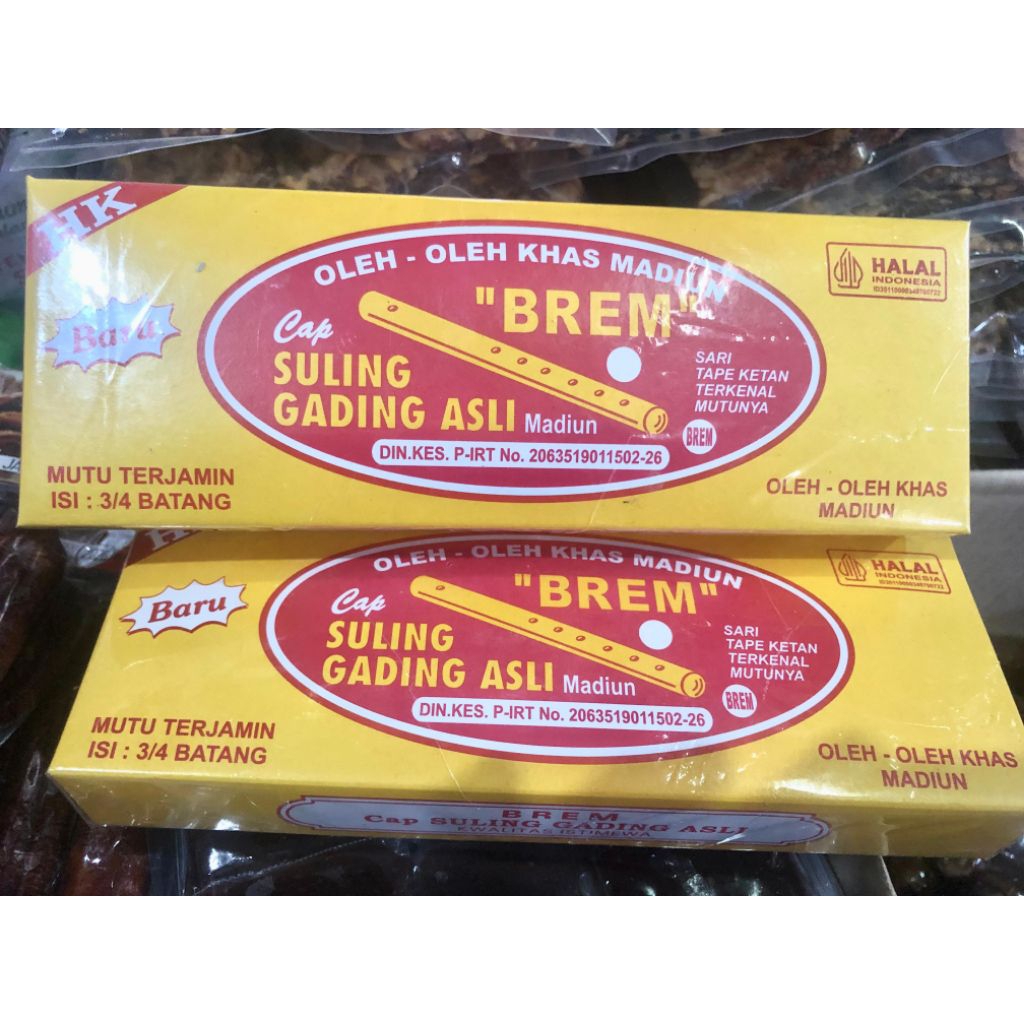 HK
Baru
OLEH - OLEH KHAS MADIUN
"BREM"
Cap
SULING
GADING ASLI Madiun
SARI
TAPE KETAN
TERKENAL
MUTUNYA
BREM
DIN.KES. P-IRT No. 2063519011502-26
HALAL
INDONESIA
MUTU TERJAMIN
ISI : 3/4 BATANG
OLEH - OLEH KHAS
MADIUN
Baru
OLEH - OLEH KHAS MADIUN
"BREM"
Cap
SULING
GADING ASLI Madiun
SARI
TAPE KETAN
TERKENAL
MUTUNYA
BREM
DIN.KES. P-IRT No. 2063519011502-26
HALAL
INDONESIA
MUTU TERJAMIN
ISI : 3/4 BATANG
OLEH - OLEH KHAS
MADIUN
BREM
Cap SULING GADING ASLI
KWALITAS ISTIMEWA